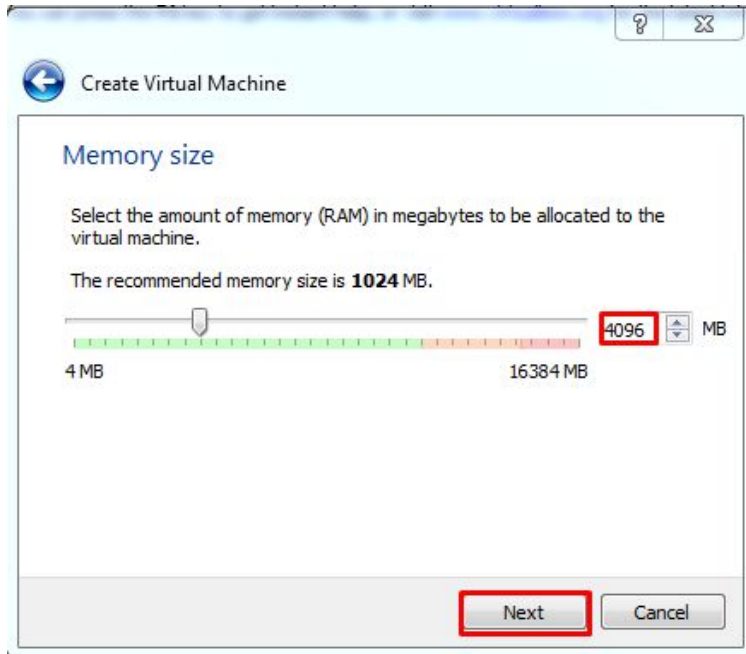 ?
Create Virtual Machine
Memory size
Select the amount of memory (RAM) in megabytes to be allocated to the
virtual machine.
The recommended memory size is 1024 MB.
4096 MB
4 MB 16384 MB
Next Cancel